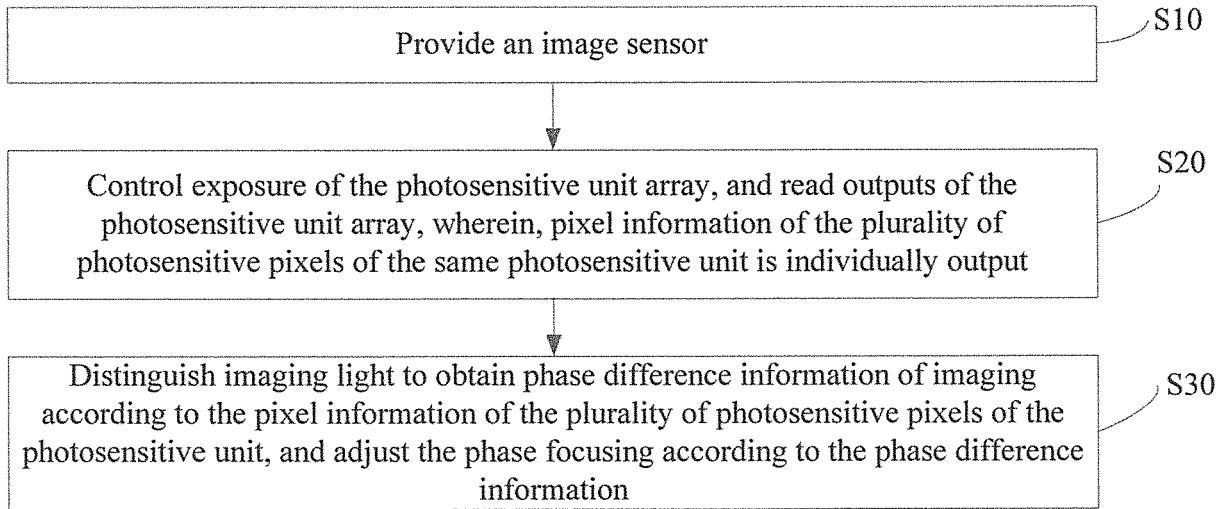 Provide an image sensor
S10
Control exposure of the photosensitive unit array, and read outputs of the
photosensitive unit array, wherein, pixel information of the plurality of
photosensitive pixels of the same photosensitive unit is individually output
S20
Distinguish imaging light to obtain phase difference information of imaging
according to the pixel information of the plurality of photosensitive pixels of the
photosensitive unit, and adjust the phase focusing according to the phase difference
information
S30